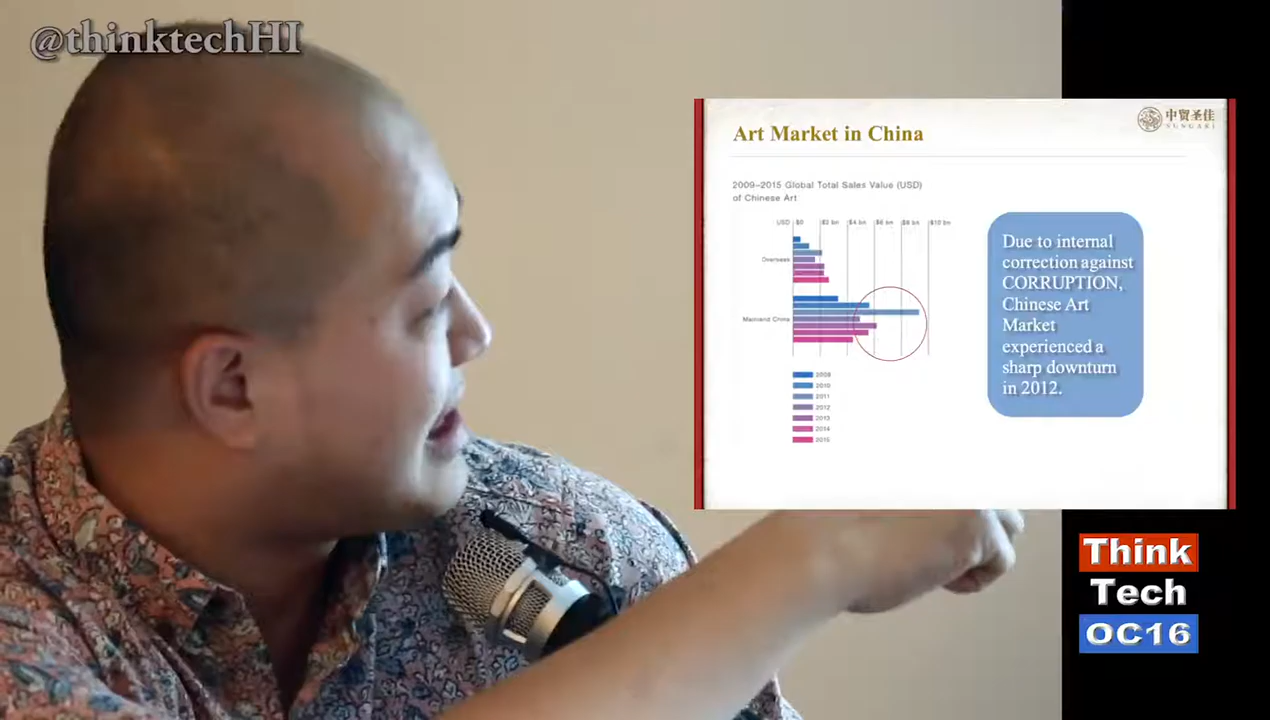 @thinktechHI
中贸圣佳
SUNGARI
Art Market in China
2009–2015 Global Total Sales Value (USD)
of Chinese Art
USD $0 $2 bn $4 bn $6 bn $8 bn $10 bn
Overseas
Mainland China
2009
2010
2011
2012
2013
2014
2015
Due to internal
correction against
CORRUPTION,
Chinese Art
Market
experienced a
sharp downturn
in 2012.
Think
Tech
OC16